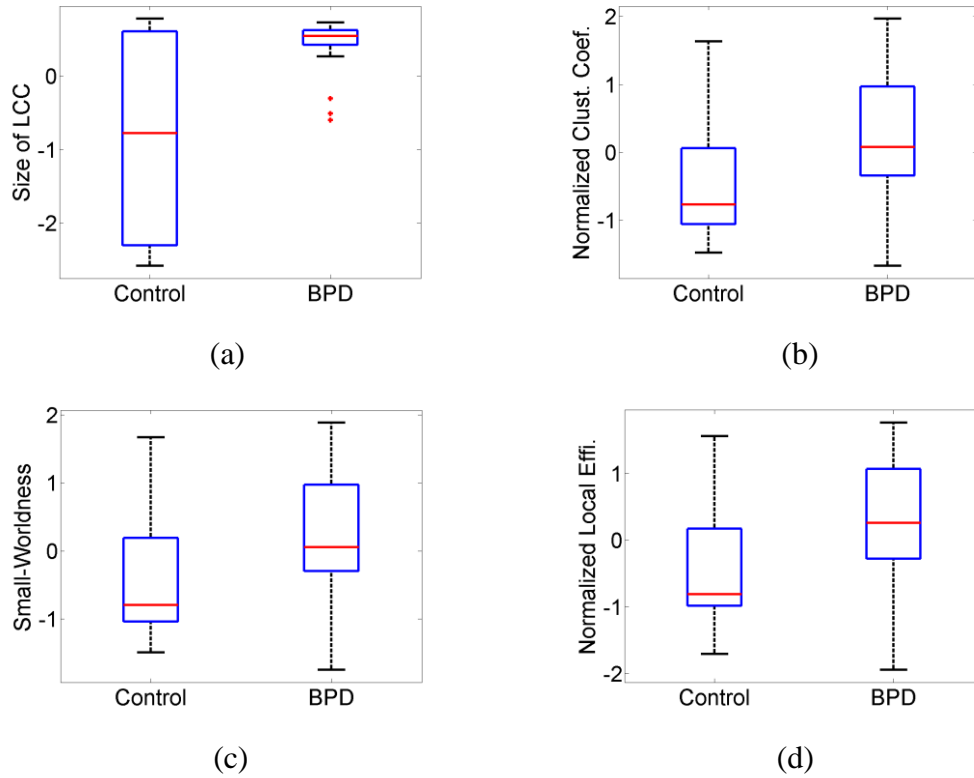 Size of LCC
0
-1
-2
Control BPD
(a)
Normalized Clust. Coef.
2
1
0
-1
Control BPD
(b)
Small-Worldness
2
1
0
-1
Control BPD
(c)
Normalized Local Effi.
1
0
-1
-2
Control BPD
(d)